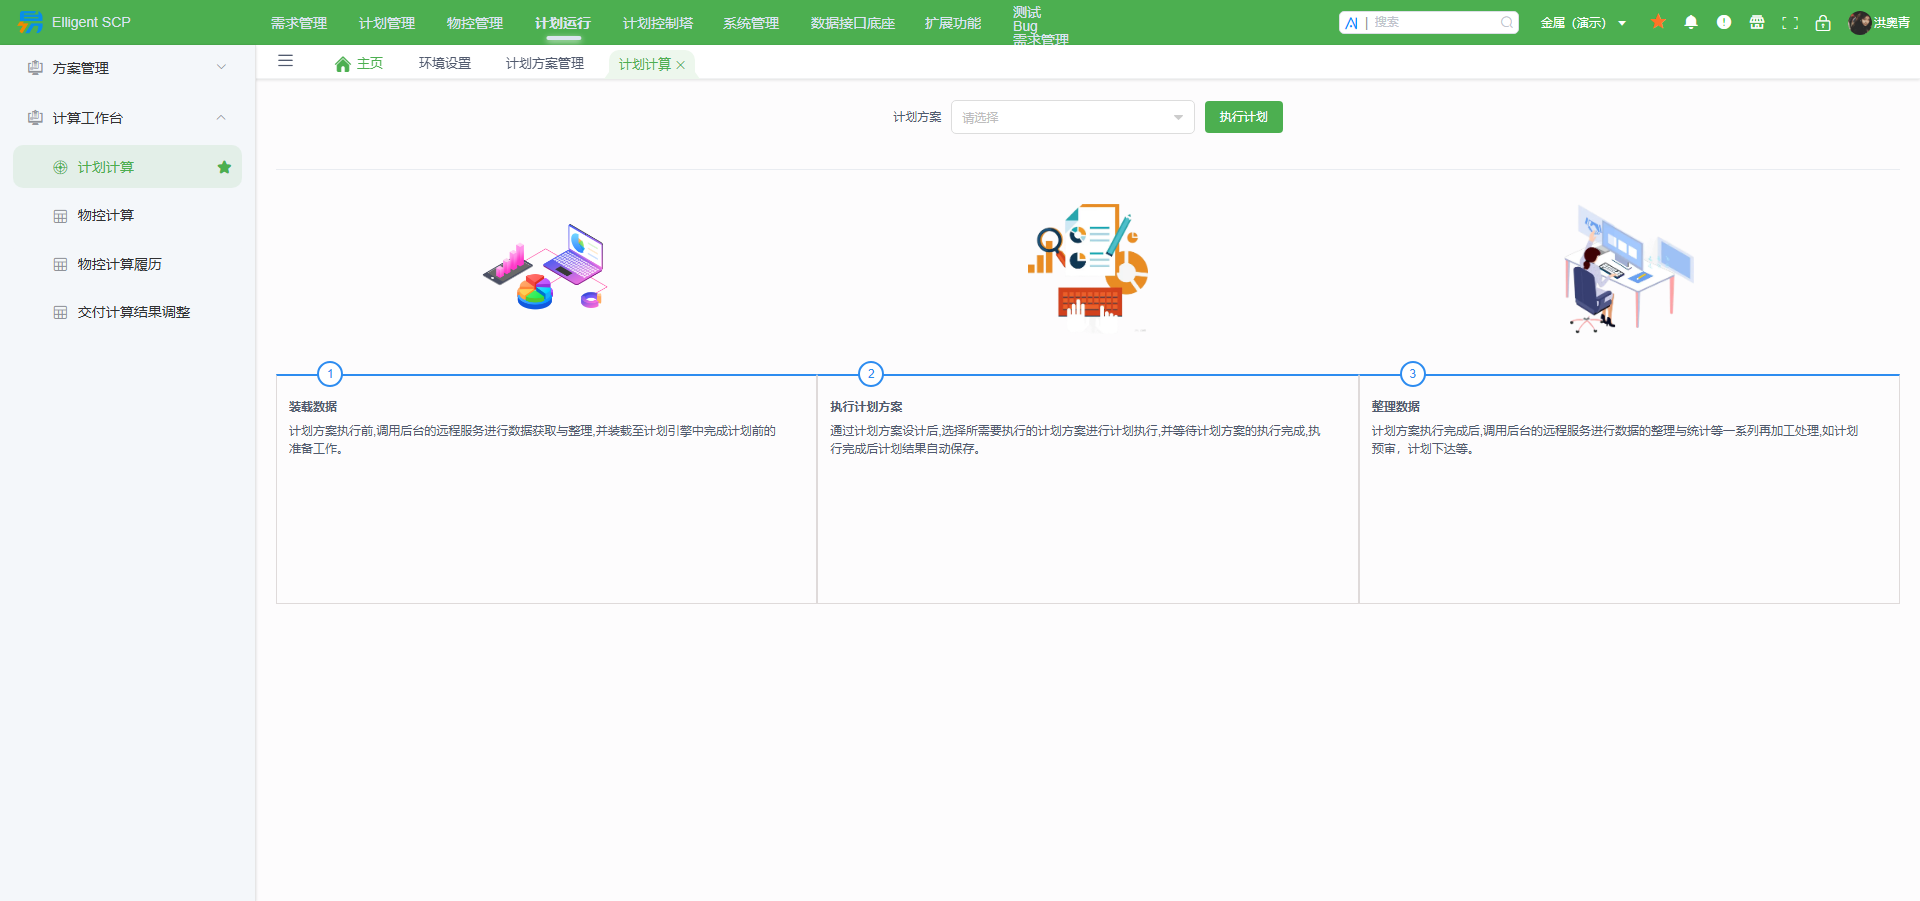 Elligent SCP
需求管理
计划管理
物控管理
计划运行
计划控制塔
系统管理
数据接口底座
扩展功能
测试
Bug
需求管理
AI | 搜索
金属（演示）
洪奥青
方案管理
计算工作台
计划计算
物控计算
物控计算履历
交付计算结果调整
主页
环境设置
计划方案管理
计划计算
计划方案
请选择
执行计划
1
装载数据
计划方案执行前,调用后台的远程服务进行数据获取与整理,并装载至计划引擎中完成计划前的
准备工作。
2
执行计划方案
通过计划方案设计后,选择所需要执行的计划方案进行计划执行,并等待计划方案的执行完成,执
行完成后计划结果自动保存。
3
整理数据
计划方案执行完成后,调用后台的远程服务进行数据的整理与统计等一系列再加工处理,如计划
预审，计划下达等。